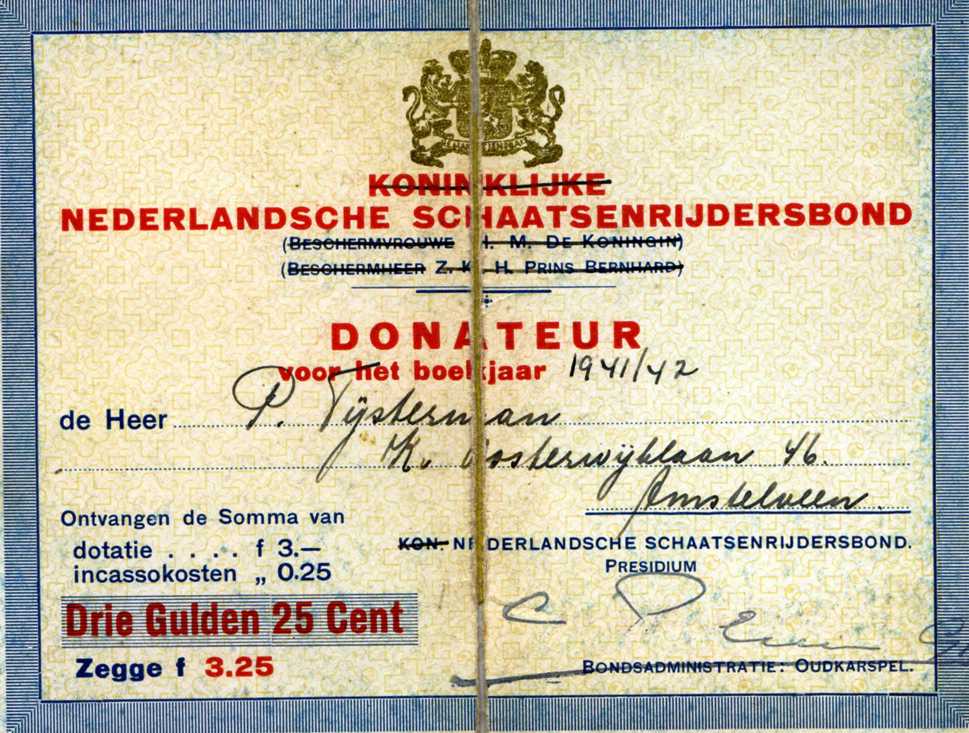 KONINKLIJKE
NEDERLANDSCHE SCHAATSENRIJDERSBOND
(BESCHERMVROUWE H. M. DE KONINGIN)
(BESCHERMHEER Z. K. H. PRINS BERNHARD)
DONATEUR
voor het boekjaar 1941/42
de Heer P. Tijsterman
K. Oosterwijklaan 46.
Amstelveen.
Ontvangen de Somma van
dotatie . . . . f 3.—
incassokosten „ 0.25
KON. NEDERLANDSCHE SCHAATSENRIJDERSBOND.
PRESIDIUM
Drie Gulden 25 Cent
Zegge f 3.25
BONDSADMINISTRATIE: OUDKARSPEL.